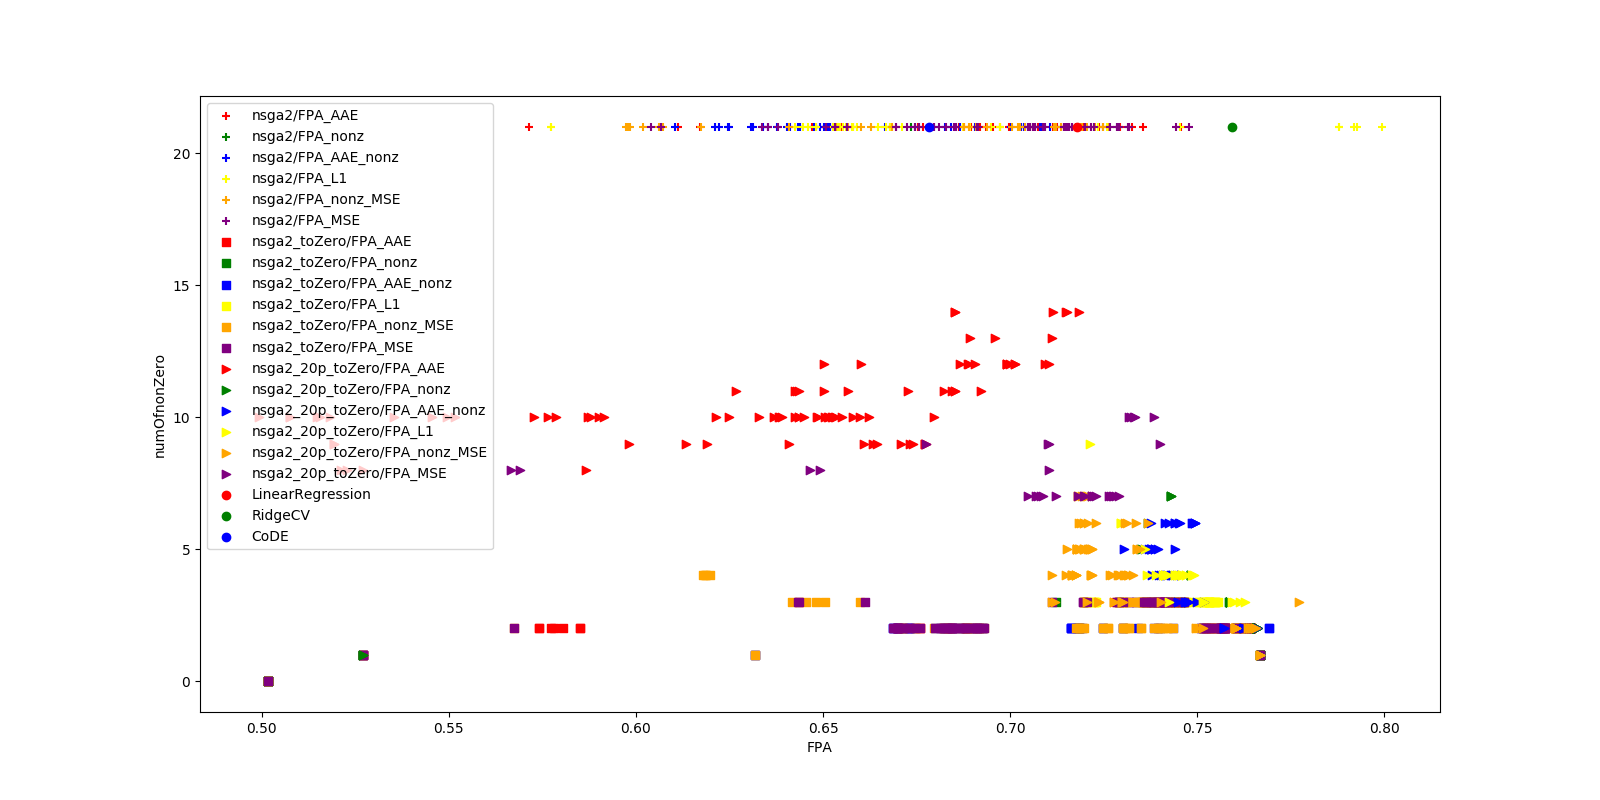 nsga2/FPA_AAE
nsga2/FPA_nonz
nsga2/FPA_AAE_nonz
nsga2/FPA_L1
nsga2/FPA_nonz_MSE
nsga2/FPA_MSE
nsga2_toZero/FPA_AAE
nsga2_toZero/FPA_nonz
nsga2_toZero/FPA_AAE_nonz
nsga2_toZero/FPA_L1
nsga2_toZero/FPA_nonz_MSE
nsga2_toZero/FPA_MSE
nsga2_20p_toZero/FPA_AAE
nsga2_20p_toZero/FPA_nonz
nsga2_20p_toZero/FPA_AAE_nonz
nsga2_20p_toZero/FPA_L1
nsga2_20p_toZero/FPA_nonz_MSE
nsga2_20p_toZero/FPA_MSE
LinearRegression
RidgeCV
CoDE
numOfnonZero
20
15
10
5
0
0.50 0.55 0.60 0.65 0.70 0.75 0.80
FPA